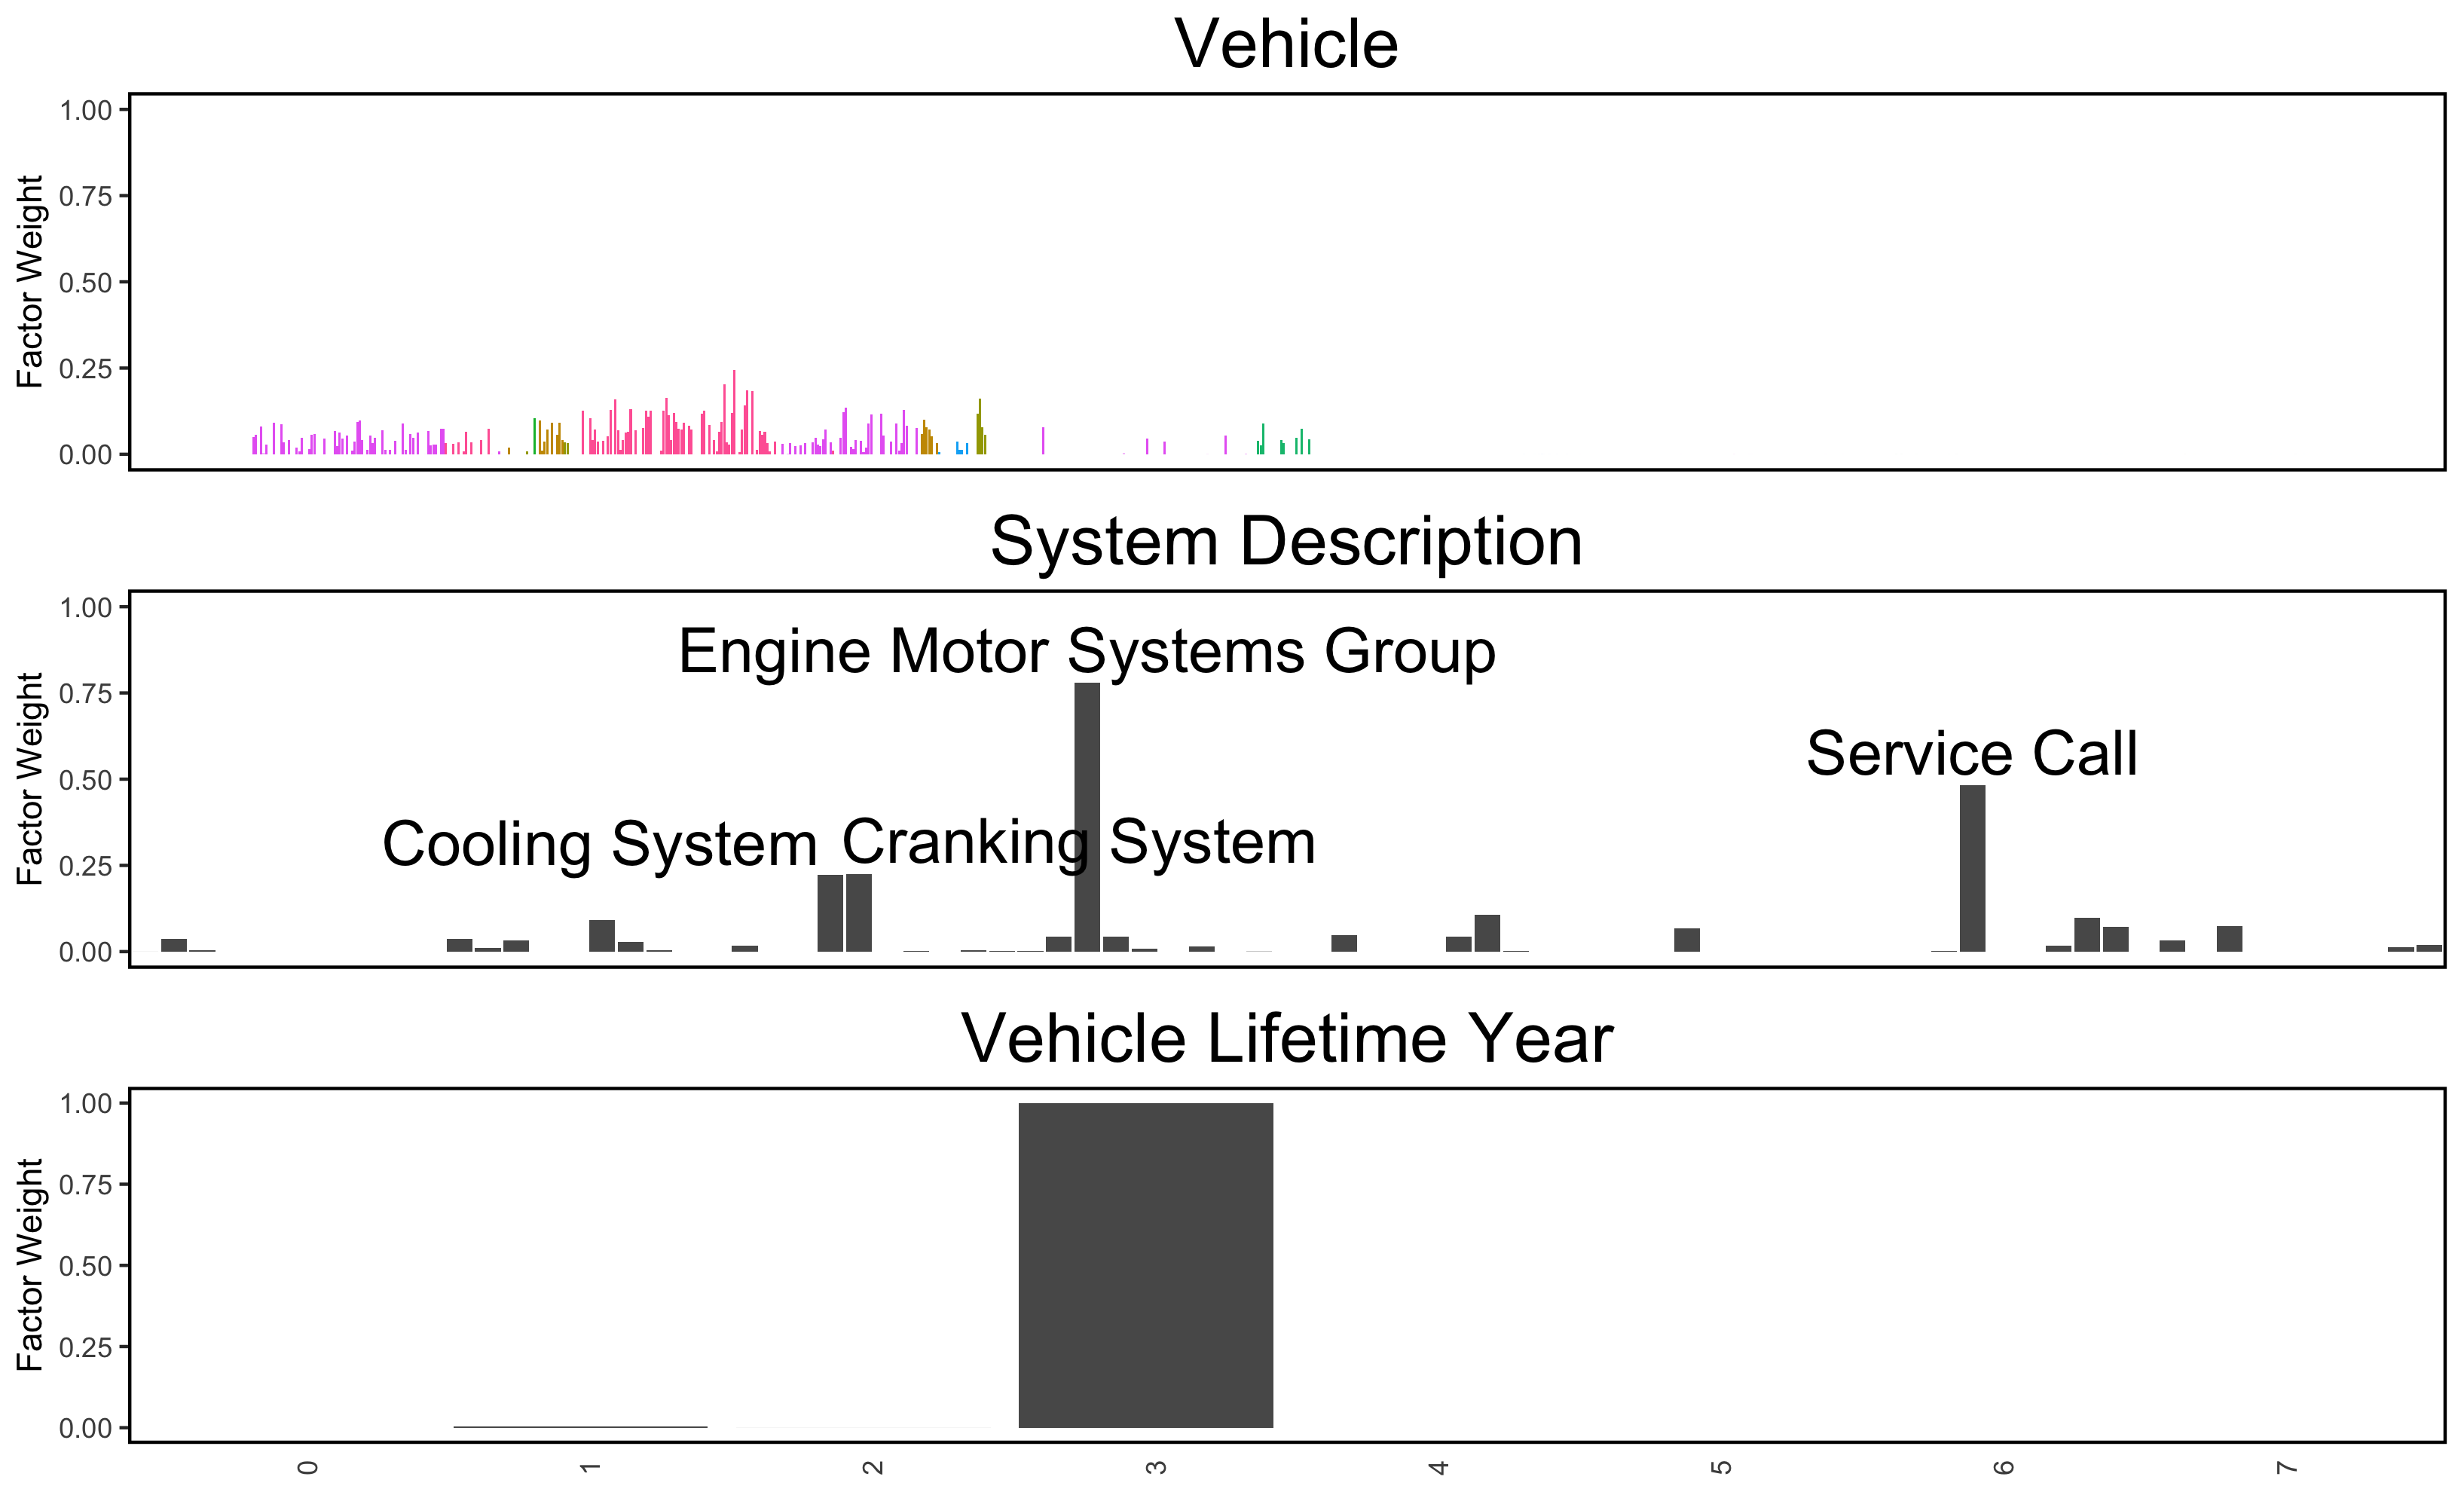 Vehicle
Factor Weight
1.00
0.75
0.50
0.25
0.00
System Description
Factor Weight
1.00
0.75
0.50
0.25
0.00
Engine Motor Systems Group
Service Call
Cooling System
Cranking System
Vehicle Lifetime Year
Factor Weight
1.00
0.75
0.50
0.25
0.00
0 1 2 3 4 5 6 7